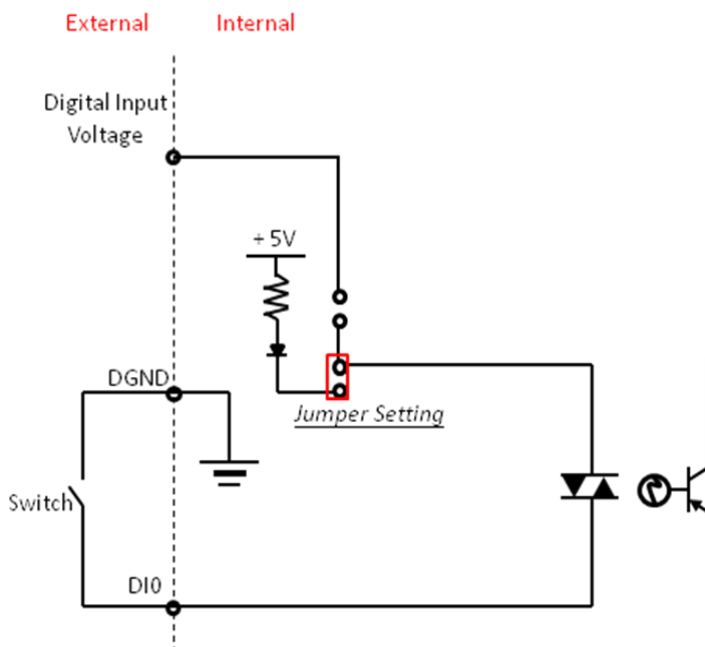 External Internal
Digital Input
Voltage
+ 5V
DGND
Jumper Setting
Switch
DI0